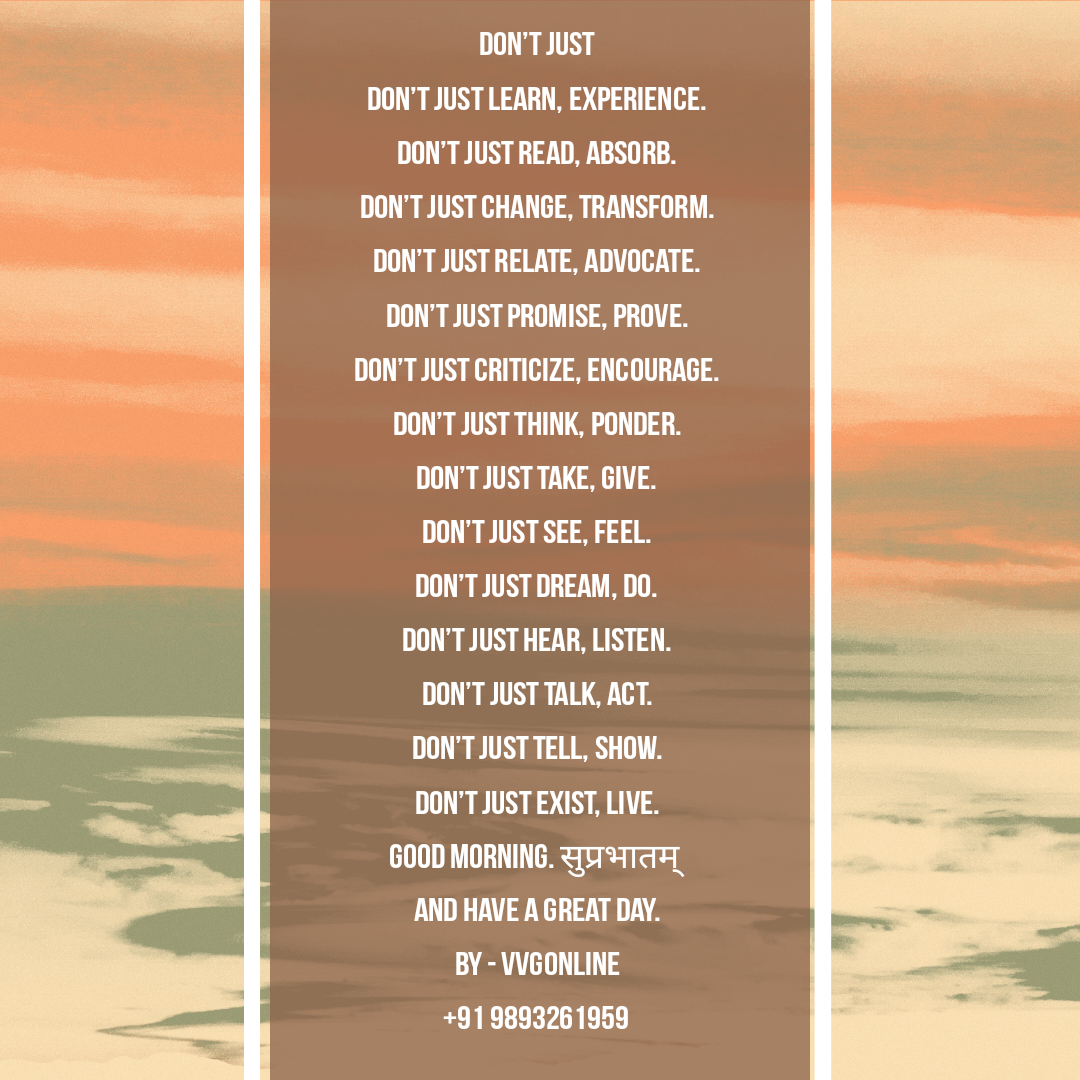 DON'T JUST
DON'T JUST LEARN, EXPERIENCE.
DON'T JUST READ, ABSORB.
DON'T JUST CHANGE, TRANSFORM.
DON'T JUST RELATE, ADVOCATE.
DON'T JUST PROMISE, PROVE.
DON'T JUST CRITICIZE, ENCOURAGE.
DON'T JUST THINK, PONDER.
DON'T JUST TAKE, GIVE.
DON'T JUST SEE, FEEL.
DON'T JUST DREAM, DO.
DON'T JUST HEAR, LISTEN.
DON'T JUST TALK, ACT.
DON'T JUST TELL, SHOW.
DON'T JUST EXIST, LIVE.
GOOD MORNING. सुप्रभातम्
AND HAVE A GREAT DAY.
BY - VVGONLINE
+91 9893261959